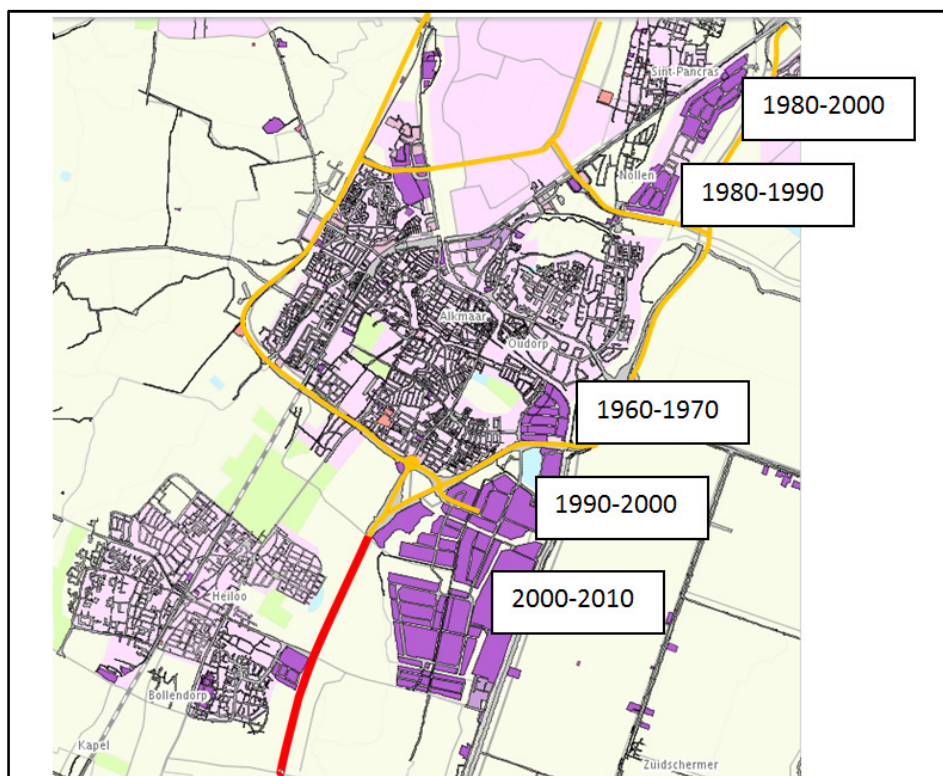 Sint-Pancras
1980-2000
Nollen
1980-1990
Alkmaar
Oudorp
1960-1970
1990-2000
Heiloo
2000-2010
Bollendorp
Kapel
Zuidschermer